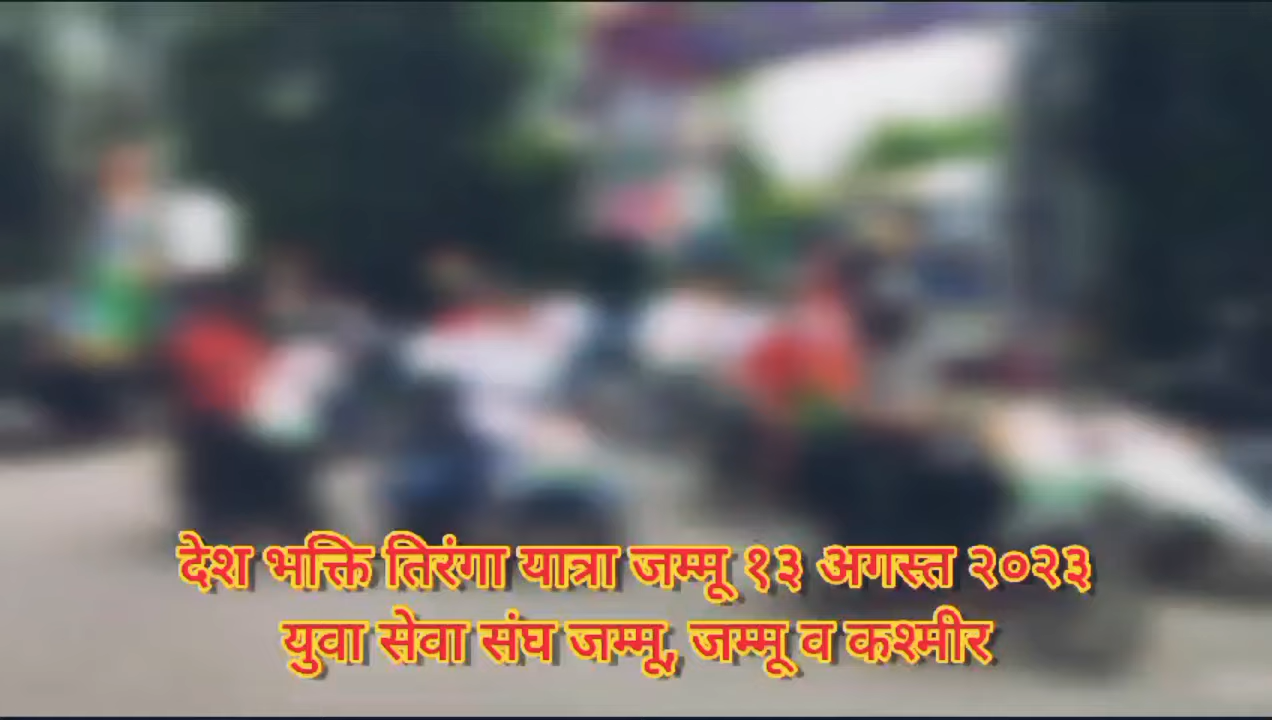 देश भक्ति तिरंगा यात्रा जम्मू १३ अगस्त २०२३
युवा सेवा संघ जम्मू, जम्मू व कश्मीर